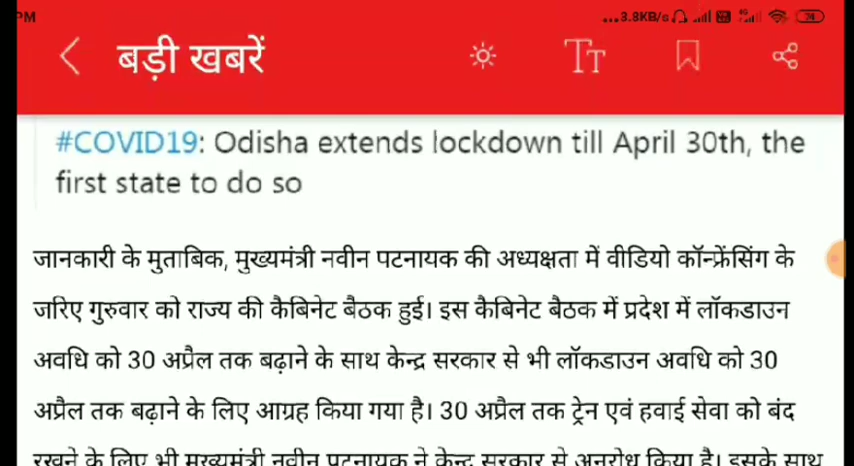 PM
...3.8KB/s 4G 74
बड़ी खबरें TT
#COVID19: Odisha extends lockdown till April 30th, the
first state to do so
जानकारी के मुताबिक, मुख्यमंत्री नवीन पटनायक की अध्यक्षता में वीडियो कॉन्फ्रेंसिंग के
जरिए गुरुवार को राज्य की कैबिनेट बैठक हुई। इस कैबिनेट बैठक में प्रदेश में लॉकडाउन
अवधि को 30 अप्रैल तक बढ़ाने के साथ केन्द्र सरकार से भी लॉकडाउन अवधि को 30
अप्रैल तक बढ़ाने के लिए आग्रह किया गया है। 30 अप्रैल तक ट्रेन एवं हवाई सेवा को बंद
रखने के लिए भी मुख्यमंत्री नवीन पटनायक ने केन्द्र सरकार से अनुरोध किया है। इसके साथ